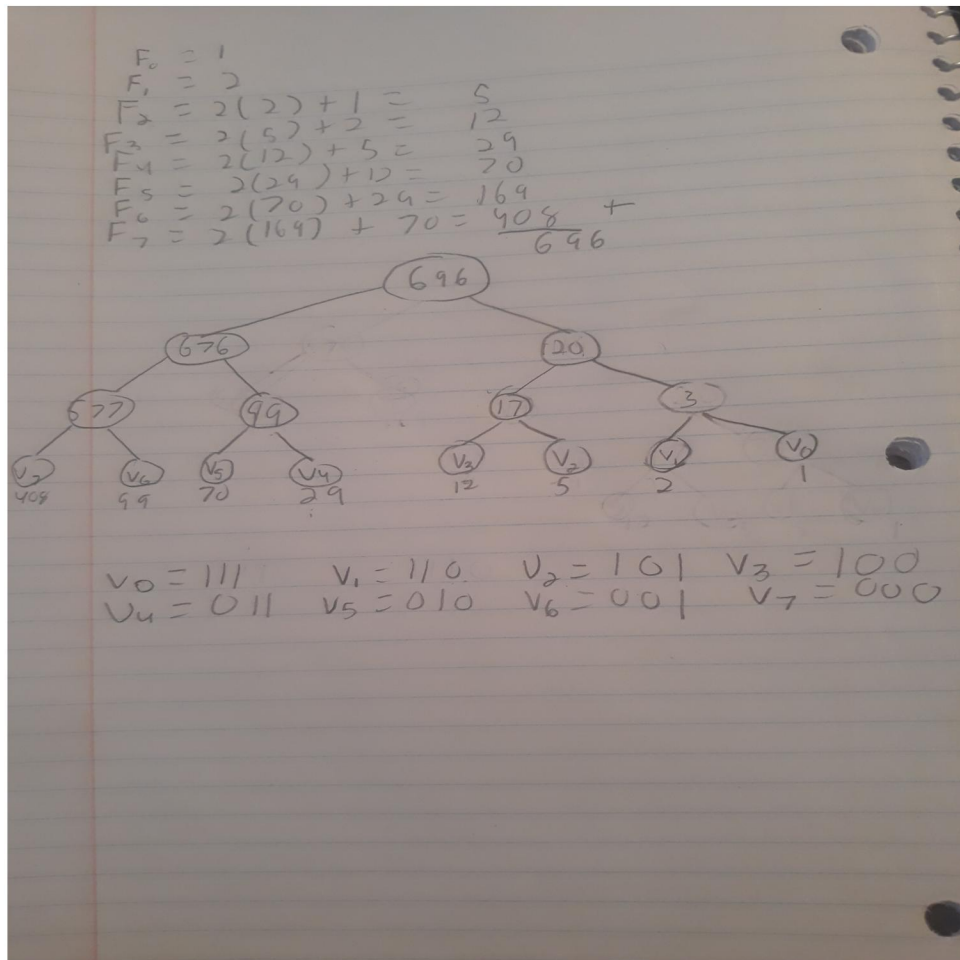 F₀ = 1
F₁ = 2
F₂ = 2(2) + 1 = 5
F₃ = 2(5) + 2 = 12
F₄ = 2(12) + 5 = 29
F₅ = 2(29) + 12 = 70
F₆ = 2(70) + 29 = 169
F₇ = 2(169) + 70 = 408 +
696
696
676 20
577 99 17 3
V₇ V₆ V₅ V₄ V₃ V₂ V₁ V₀
408 99 70 29 12 5 2 1
V₀ = 111 V₁ = 110 V₂ = 101 V₃ = 100
V₄ = 011 V₅ = 010 V₆ = 001 V₇ = 000